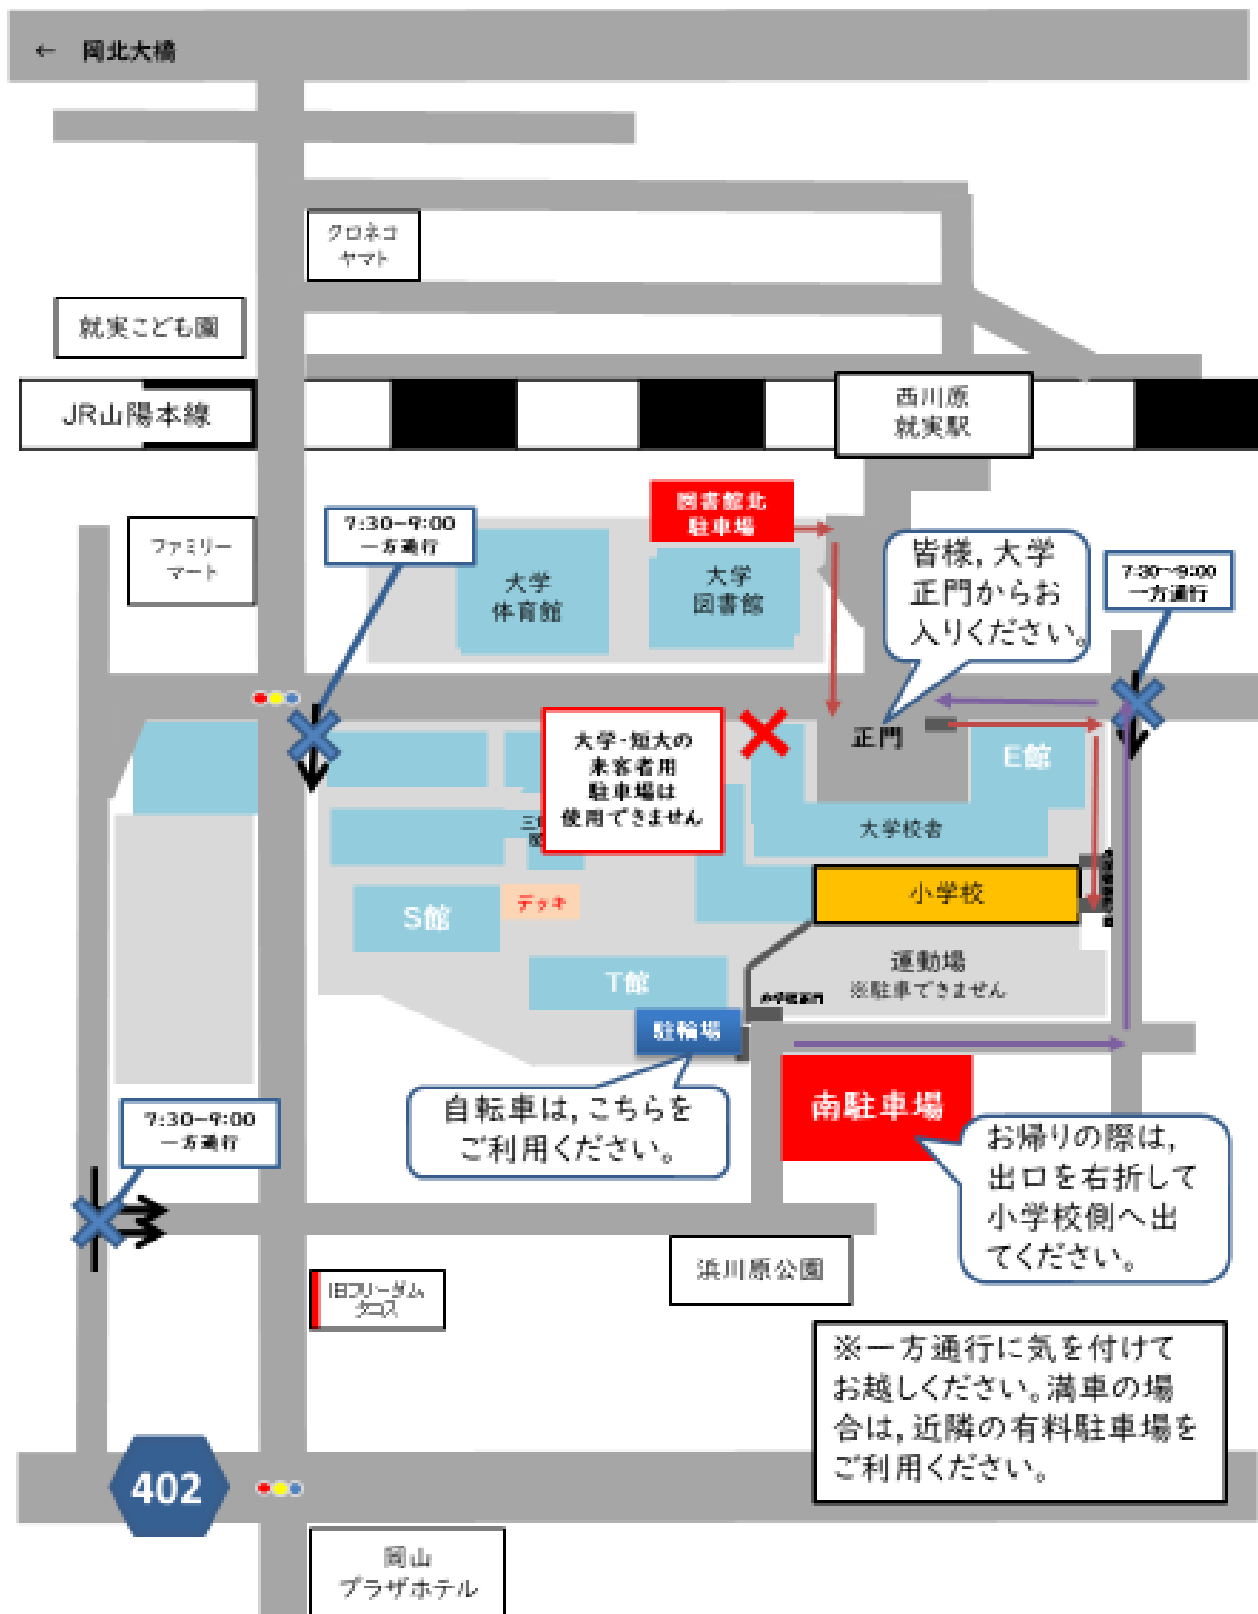 ← 岡北大橋
クロネコ
ヤマト
就実こども園
JR山陽本線
西川原
就実駅
ファミリー
マート
7:30~9:00
一方通行
図書館北
駐車場
大学
体育館
大学
図書館
皆様,大学
正門からお
入りください。
7:30~9:00
一方通行
大学・短大の
来客者用
駐車場は
使用できません
正門
E館
大学校舎
小学校
S館
デッキ
運動場
※駐車できません
T館
駐輪場
自転車は,こちらを
ご利用ください。
南駐車場
お帰りの際は,
出口を右折して
小学校側へ出
てください。
7:30~9:00
一方通行
浜川原公園
旧フリーダム
タコス
※一方通行に気を付けて
お越しください。満車の場
合は,近隣の有料駐車場を
ご利用ください。
402
岡山
プラザホテル